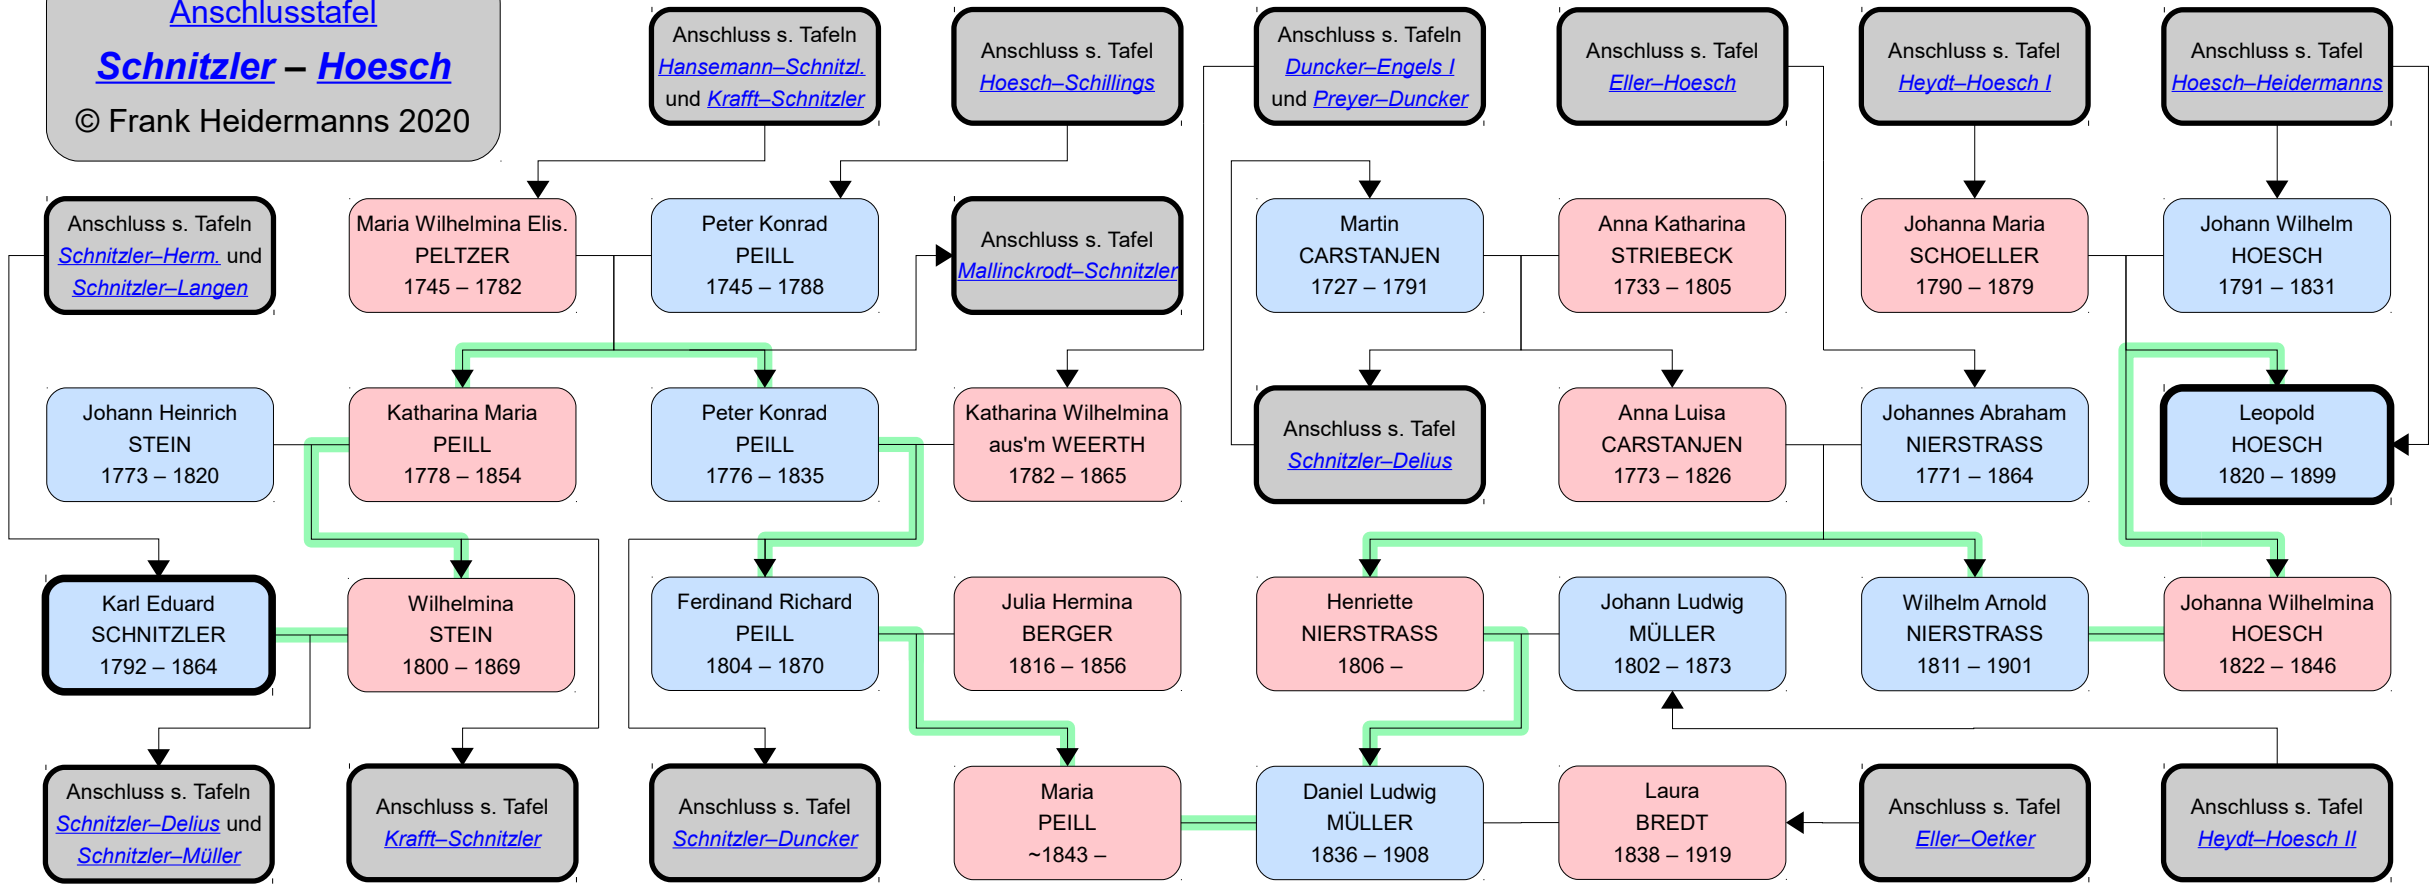 Anschlusstafel
Schnitzler – Hoesch
© Frank Heidermanns 2020
Anschluss s. Tafeln
Hansemann–Schnitzl.
und Krafft–Schnitzler
Anschluss s. Tafel
Hoesch–Schillings
Anschluss s. Tafeln
Duncker–Engels I
und Preyer–Duncker
Anschluss s. Tafel
Eller–Hoesch
Anschluss s. Tafel
Heydt–Hoesch I
Anschluss s. Tafel
Hoesch–Heidermanns
Anschluss s. Tafeln
Schnitzler–Herm. und
Schnitzler–Langen
Maria Wilhelmina Elis.
PELTZER
1745 – 1782
Peter Konrad
PEILL
1745 – 1788
Anschluss s. Tafel
Mallinckrodt–Schnitzler
Martin
CARSTANJEN
1727 – 1791
Anna Katharina
STRIEBECK
1733 – 1805
Johanna Maria
SCHOELLER
1790 – 1879
Johann Wilhelm
HOESCH
1791 – 1831
Johann Heinrich
STEIN
1773 – 1820
Katharina Maria
PEILL
1778 – 1854
Peter Konrad
PEILL
1776 – 1835
Katharina Wilhelmina
aus'm WEERTH
1782 – 1865
Anschluss s. Tafel
Schnitzler–Delius
Anna Luisa
CARSTANJEN
1773 – 1826
Johannes Abraham
NIERSTRASS
1771 – 1864
Leopold
HOESCH
1820 – 1899
Karl Eduard
SCHNITZLER
1792 – 1864
Wilhelmina
STEIN
1800 – 1869
Ferdinand Richard
PEILL
1804 – 1870
Julia Hermina
BERGER
1816 – 1856
Henriette
NIERSTRASS
1806 –
Johann Ludwig
MÜLLER
1802 – 1873
Wilhelm Arnold
NIERSTRASS
1811 – 1901
Johanna Wilhelmina
HOESCH
1822 – 1846
Anschluss s. Tafeln
Schnitzler–Delius und
Schnitzler–Müller
Anschluss s. Tafel
Krafft–Schnitzler
Anschluss s. Tafel
Schnitzler–Duncker
Maria
PEILL
~1843 –
Daniel Ludwig
MÜLLER
1836 – 1908
Laura
BREDT
1838 – 1919
Anschluss s. Tafel
Eller–Oetker
Anschluss s. Tafel
Heydt–Hoesch II